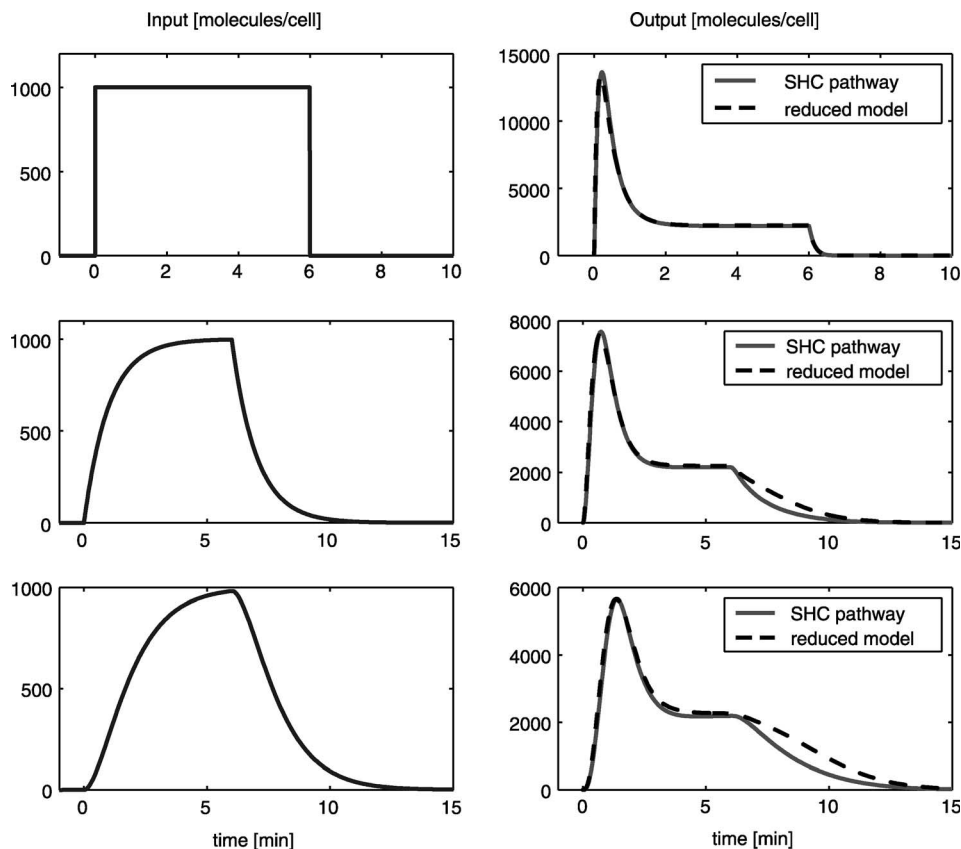 Input [molecules/cell]
1000
500
0
0 2 4 6 8 10
Output [molecules/cell]
15000
10000
5000
0
0 2 4 6 8 10
SHC pathway
reduced model
1000
500
0
0 5 10 15
8000
6000
4000
2000
0
0 5 10 15
SHC pathway
reduced model
1000
500
0
0 5 10 15
time [min]
6000
4000
2000
0
0 5 10 15
SHC pathway
reduced model
time [min]